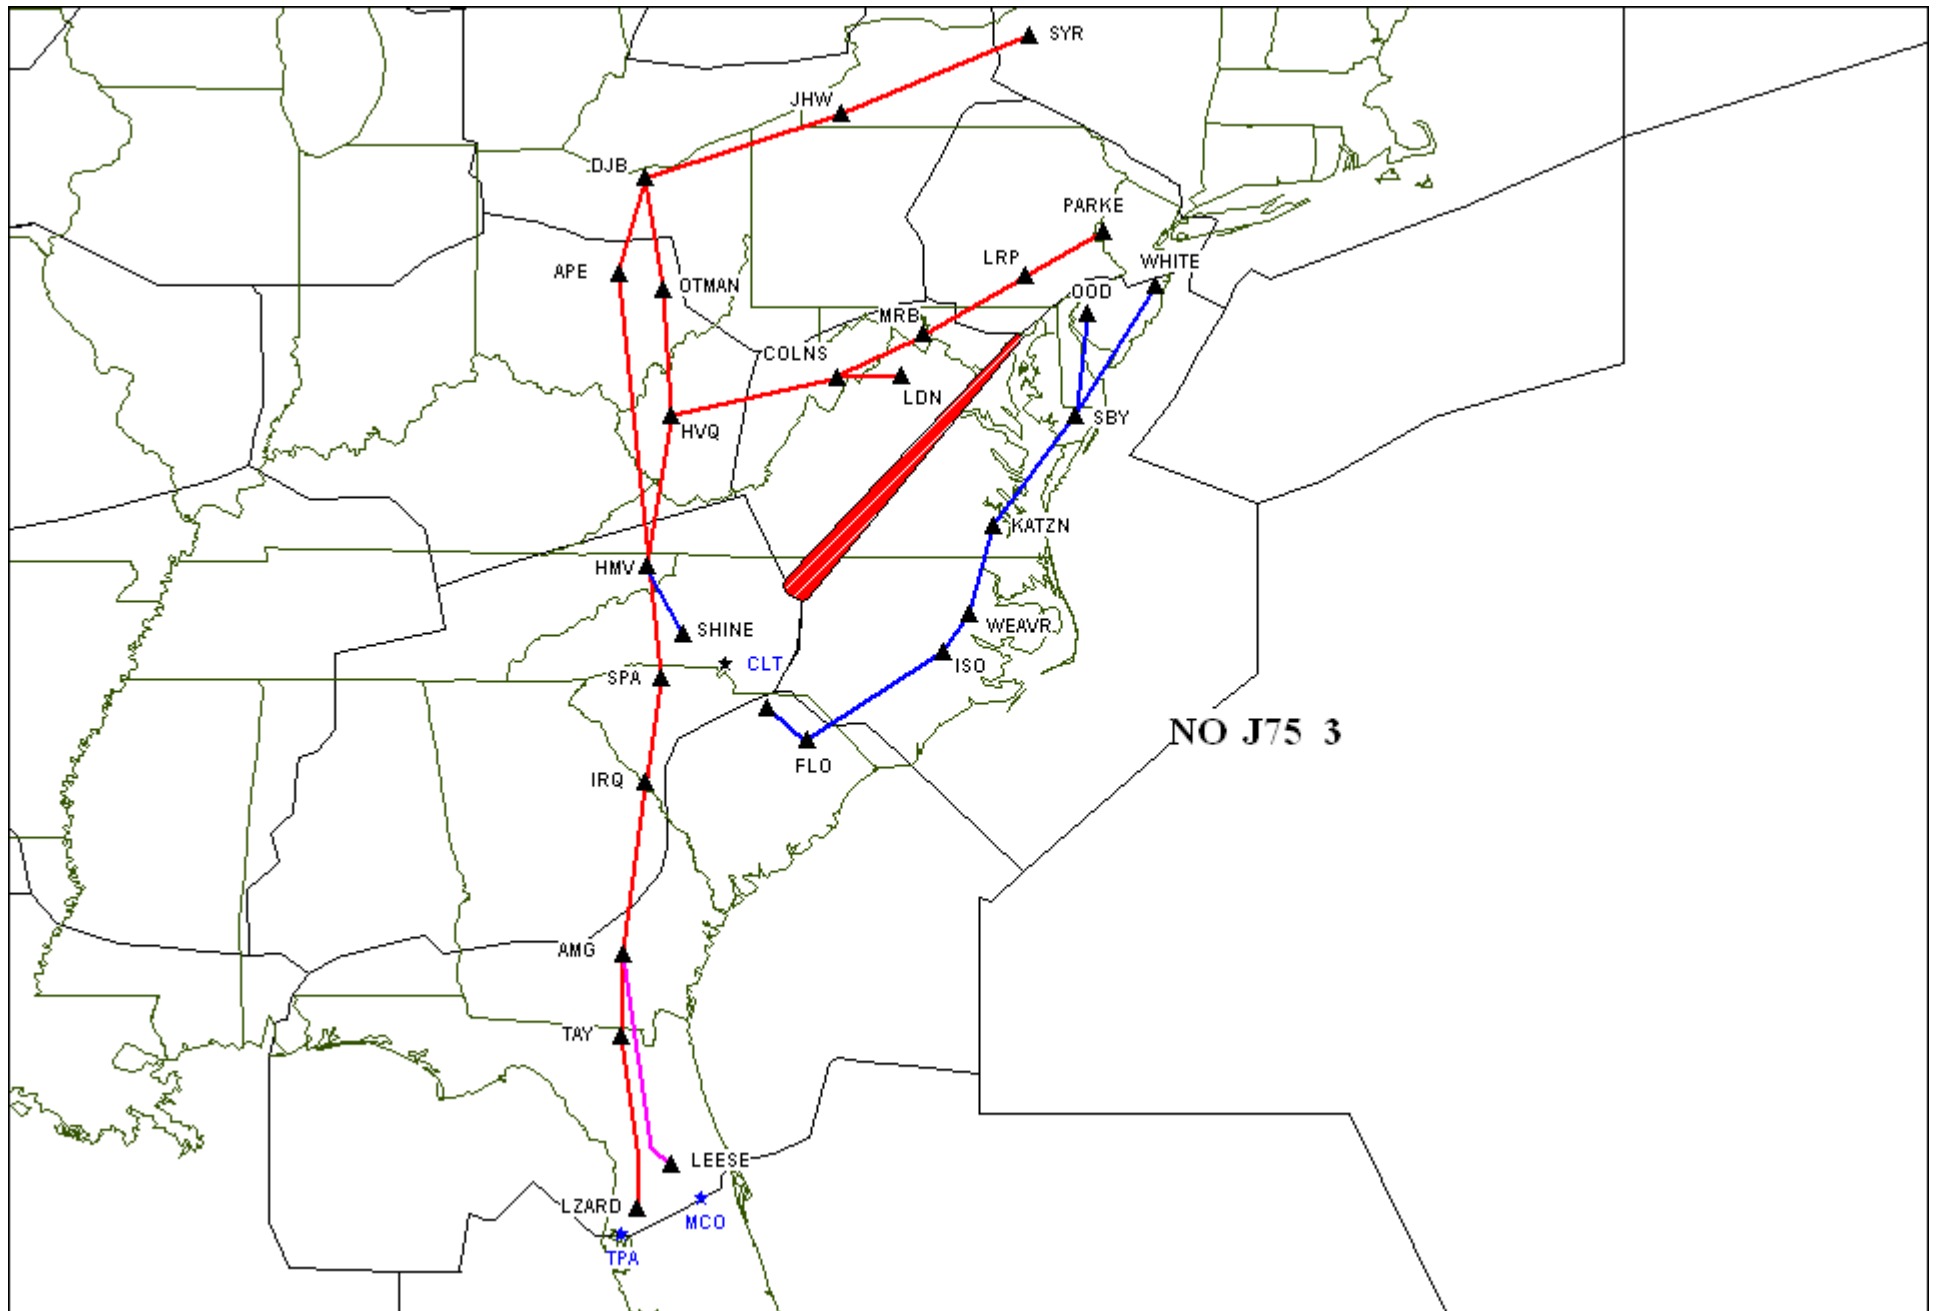 SYR
JHW
DJB
PARKE
LRP
WHITE
APE
OTMAN
OOD
MRB
COLNS
LDN
HVQ
SBY
KATZN
HMV
SHINE
WEAVR
CLT
ISO
SPA
NO J75 3
FLO
IRQ
AMG
TAY
LEESE
LZARD
MCO
TPA